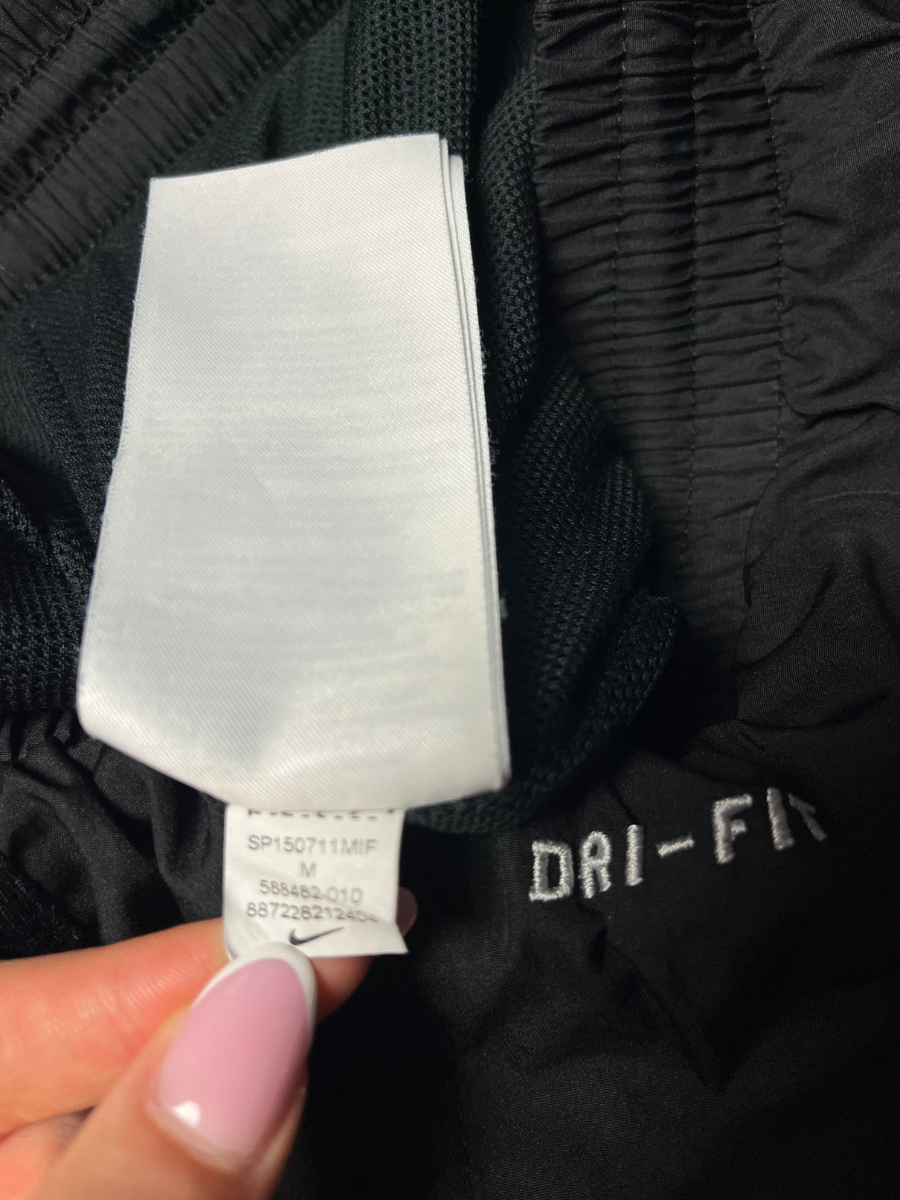 SP150711MIF
M
588482-010
DRI-FIT